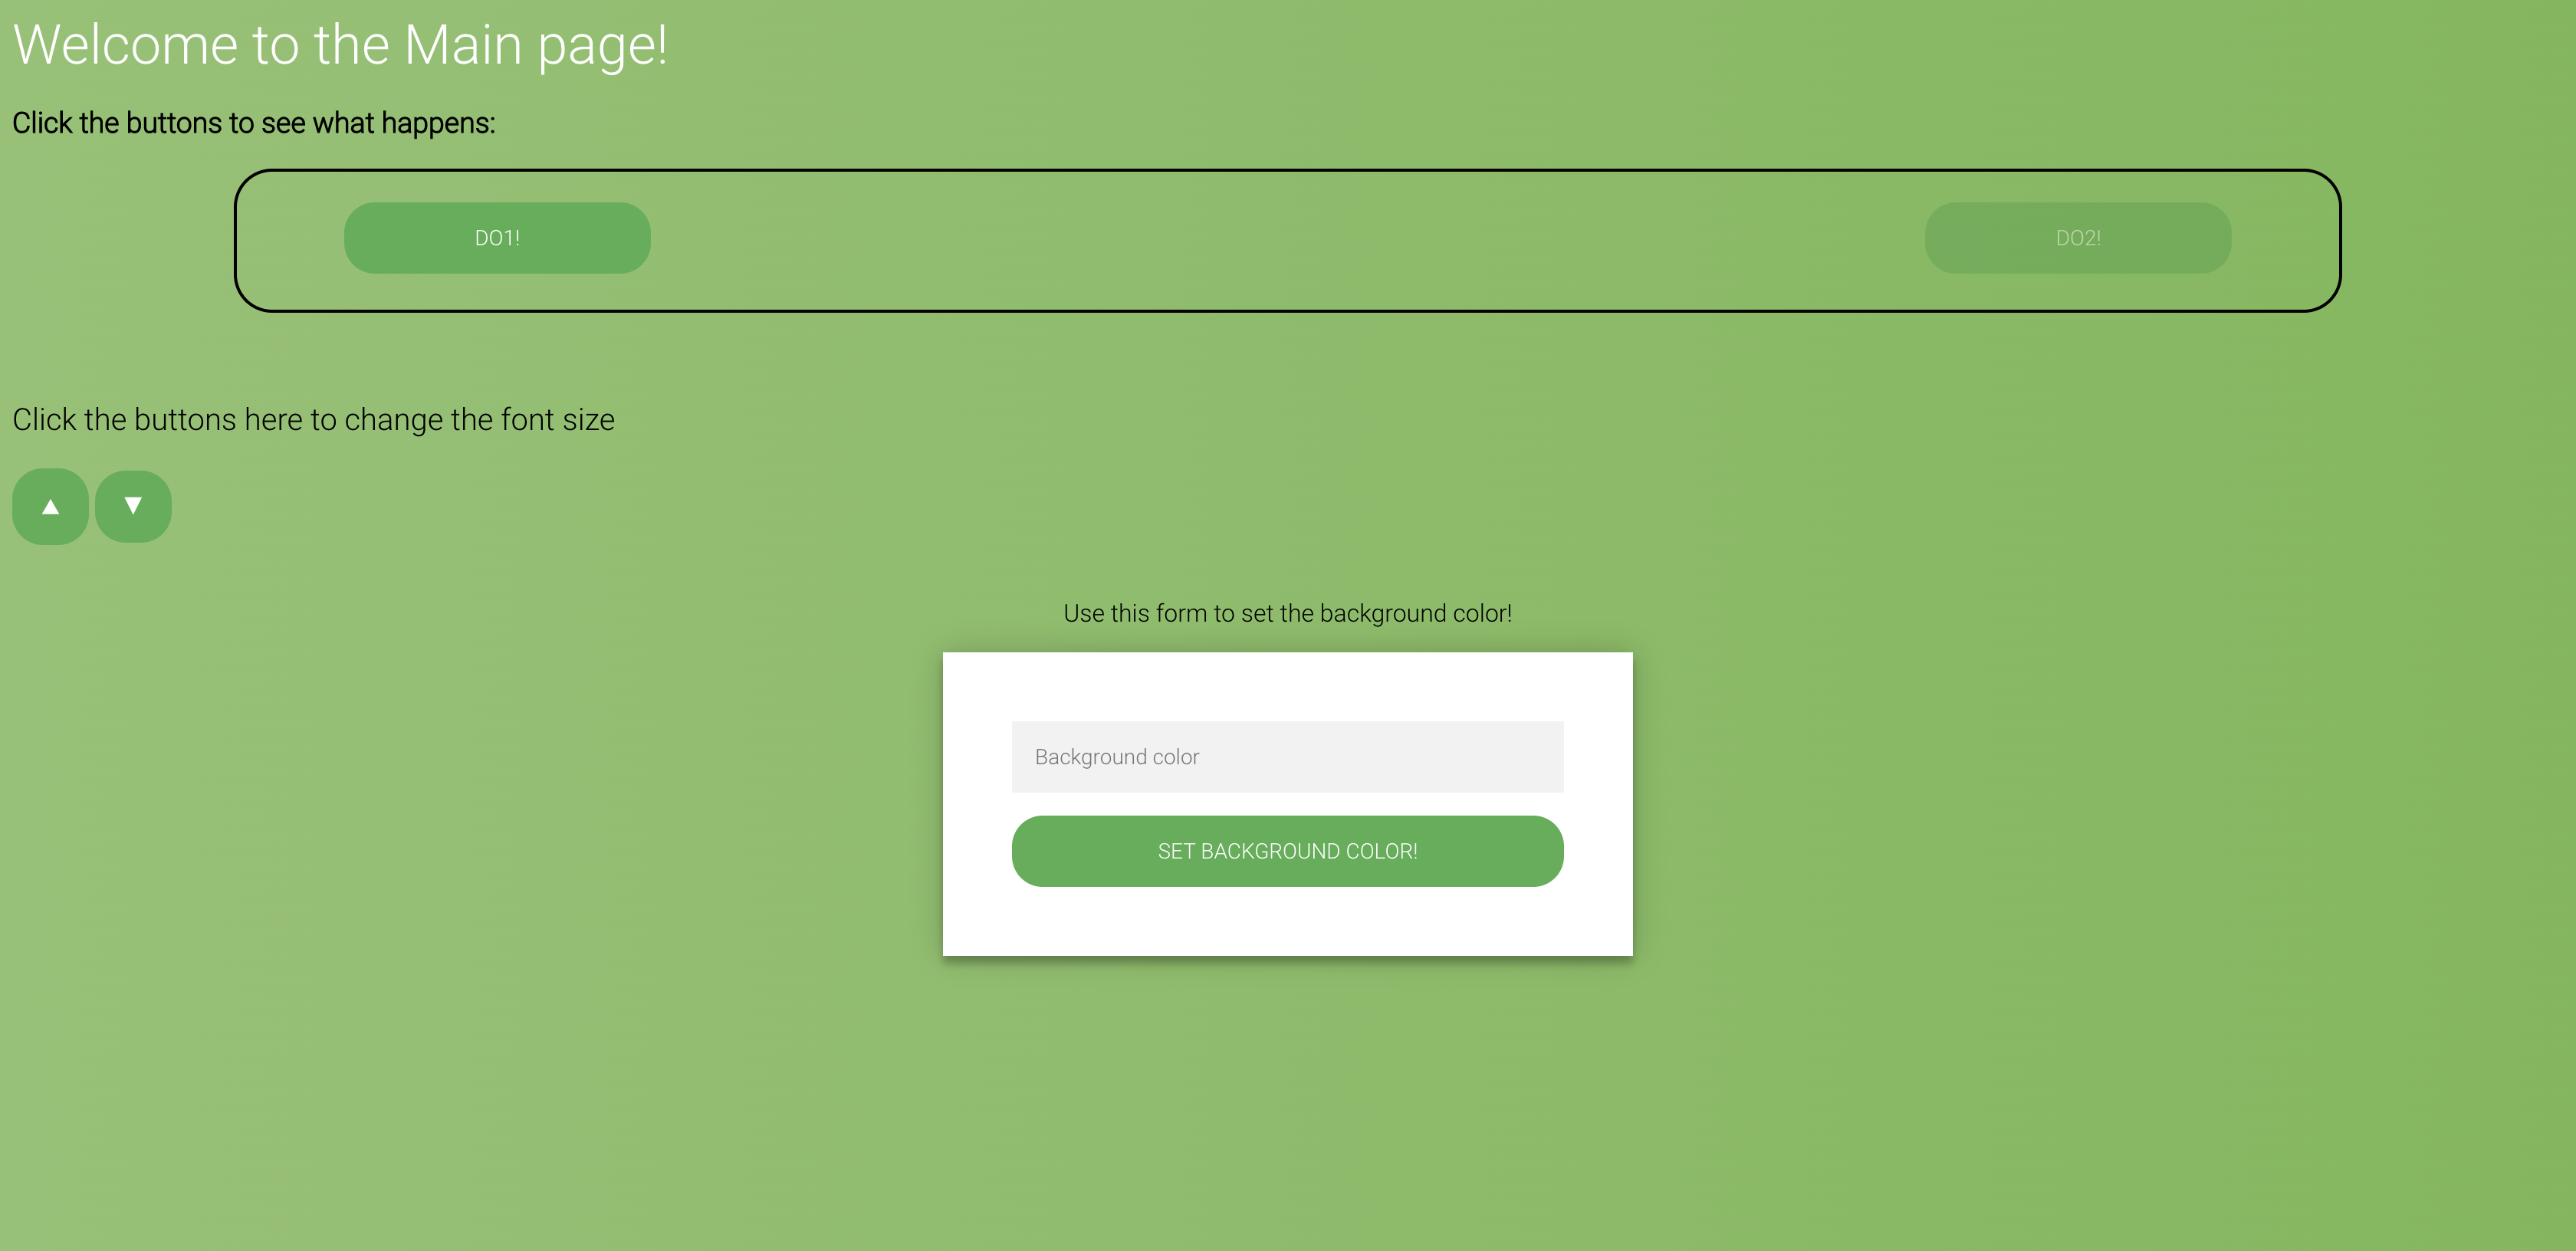 Welcome to the Main page!
Click the buttons to see what happens:
DO1!
DO2!
Click the buttons here to change the font size
▲ ▼
Use this form to set the background color!
Background color
SET BACKGROUND COLOR!